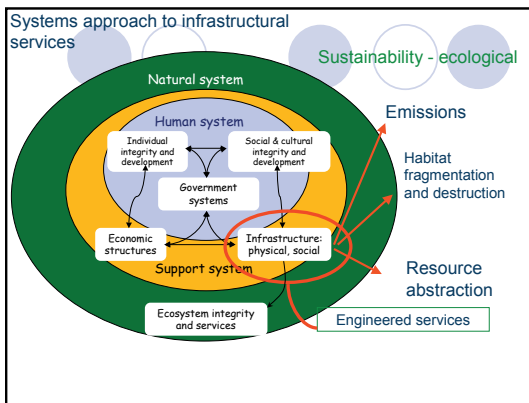 Systems approach to infrastructural
services
Sustainability - ecological
Natural system
Emissions
Human system
Individual
integrity and
development
Social & cultural
integrity and
development
Habitat
fragmentation
and destruction
Government
systems
Economic
structures
Infrastructure:
physical, social
Support system
Resource
abstraction
Ecosystem integrity
and services
Engineered services